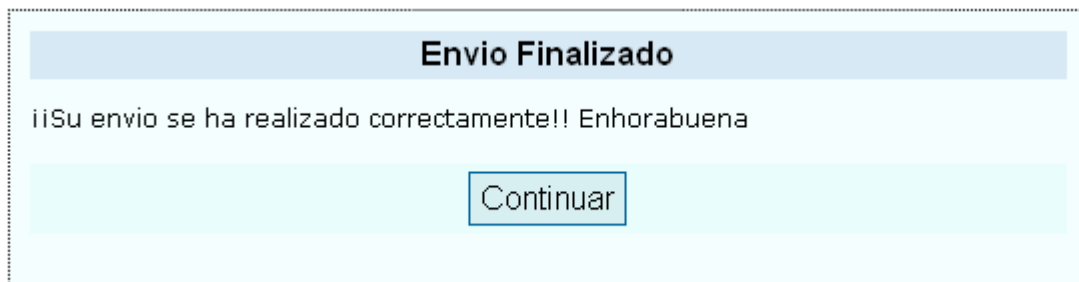 Envio Finalizado
¡¡Su envio se ha realizado correctamente!! Enhorabuena
Continuar